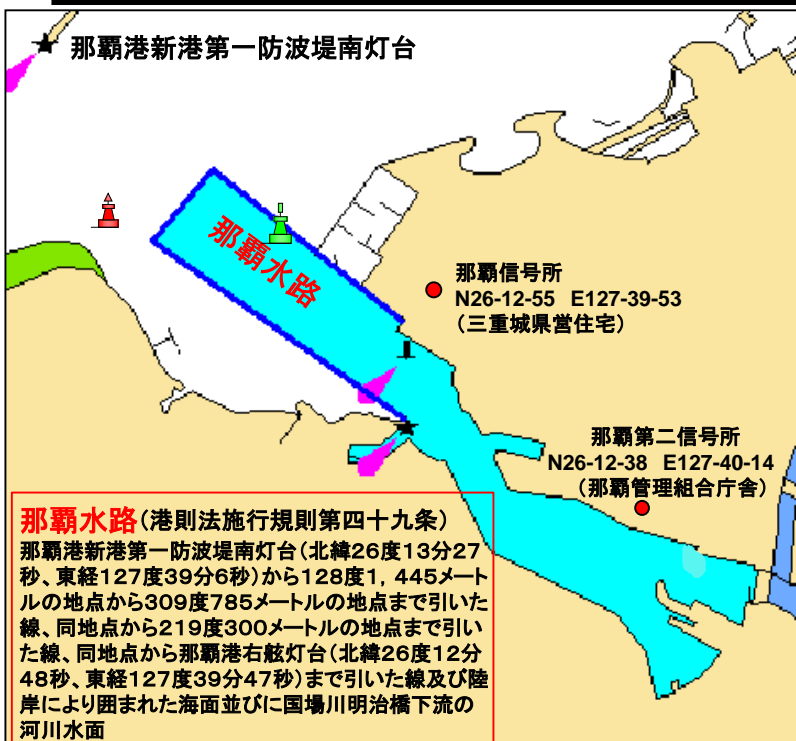 那覇港新港第一防波堤南灯台
那覇水路
那覇信号所
N26-12-55 E127-39-53
（三重城県営住宅）
那覇第二信号所
N26-12-38 E127-40-14
（那覇管理組合庁舎）
那覇水路（港則法施行規則第四十九条）
那覇港新港第一防波堤南灯台（北緯26度13分27
秒、東経127度39分6秒）から128度1，445メート
ルの地点から309度785メートルの地点まで引いた
線、同地点から219度300メートルの地点まで引い
た線、同地点から那覇港右舷灯台（北緯26度12分
48秒、東経127度39分47秒）まで引いた線及び陸
岸により囲まれた海面並びに国場川明治橋下流の
河川水面